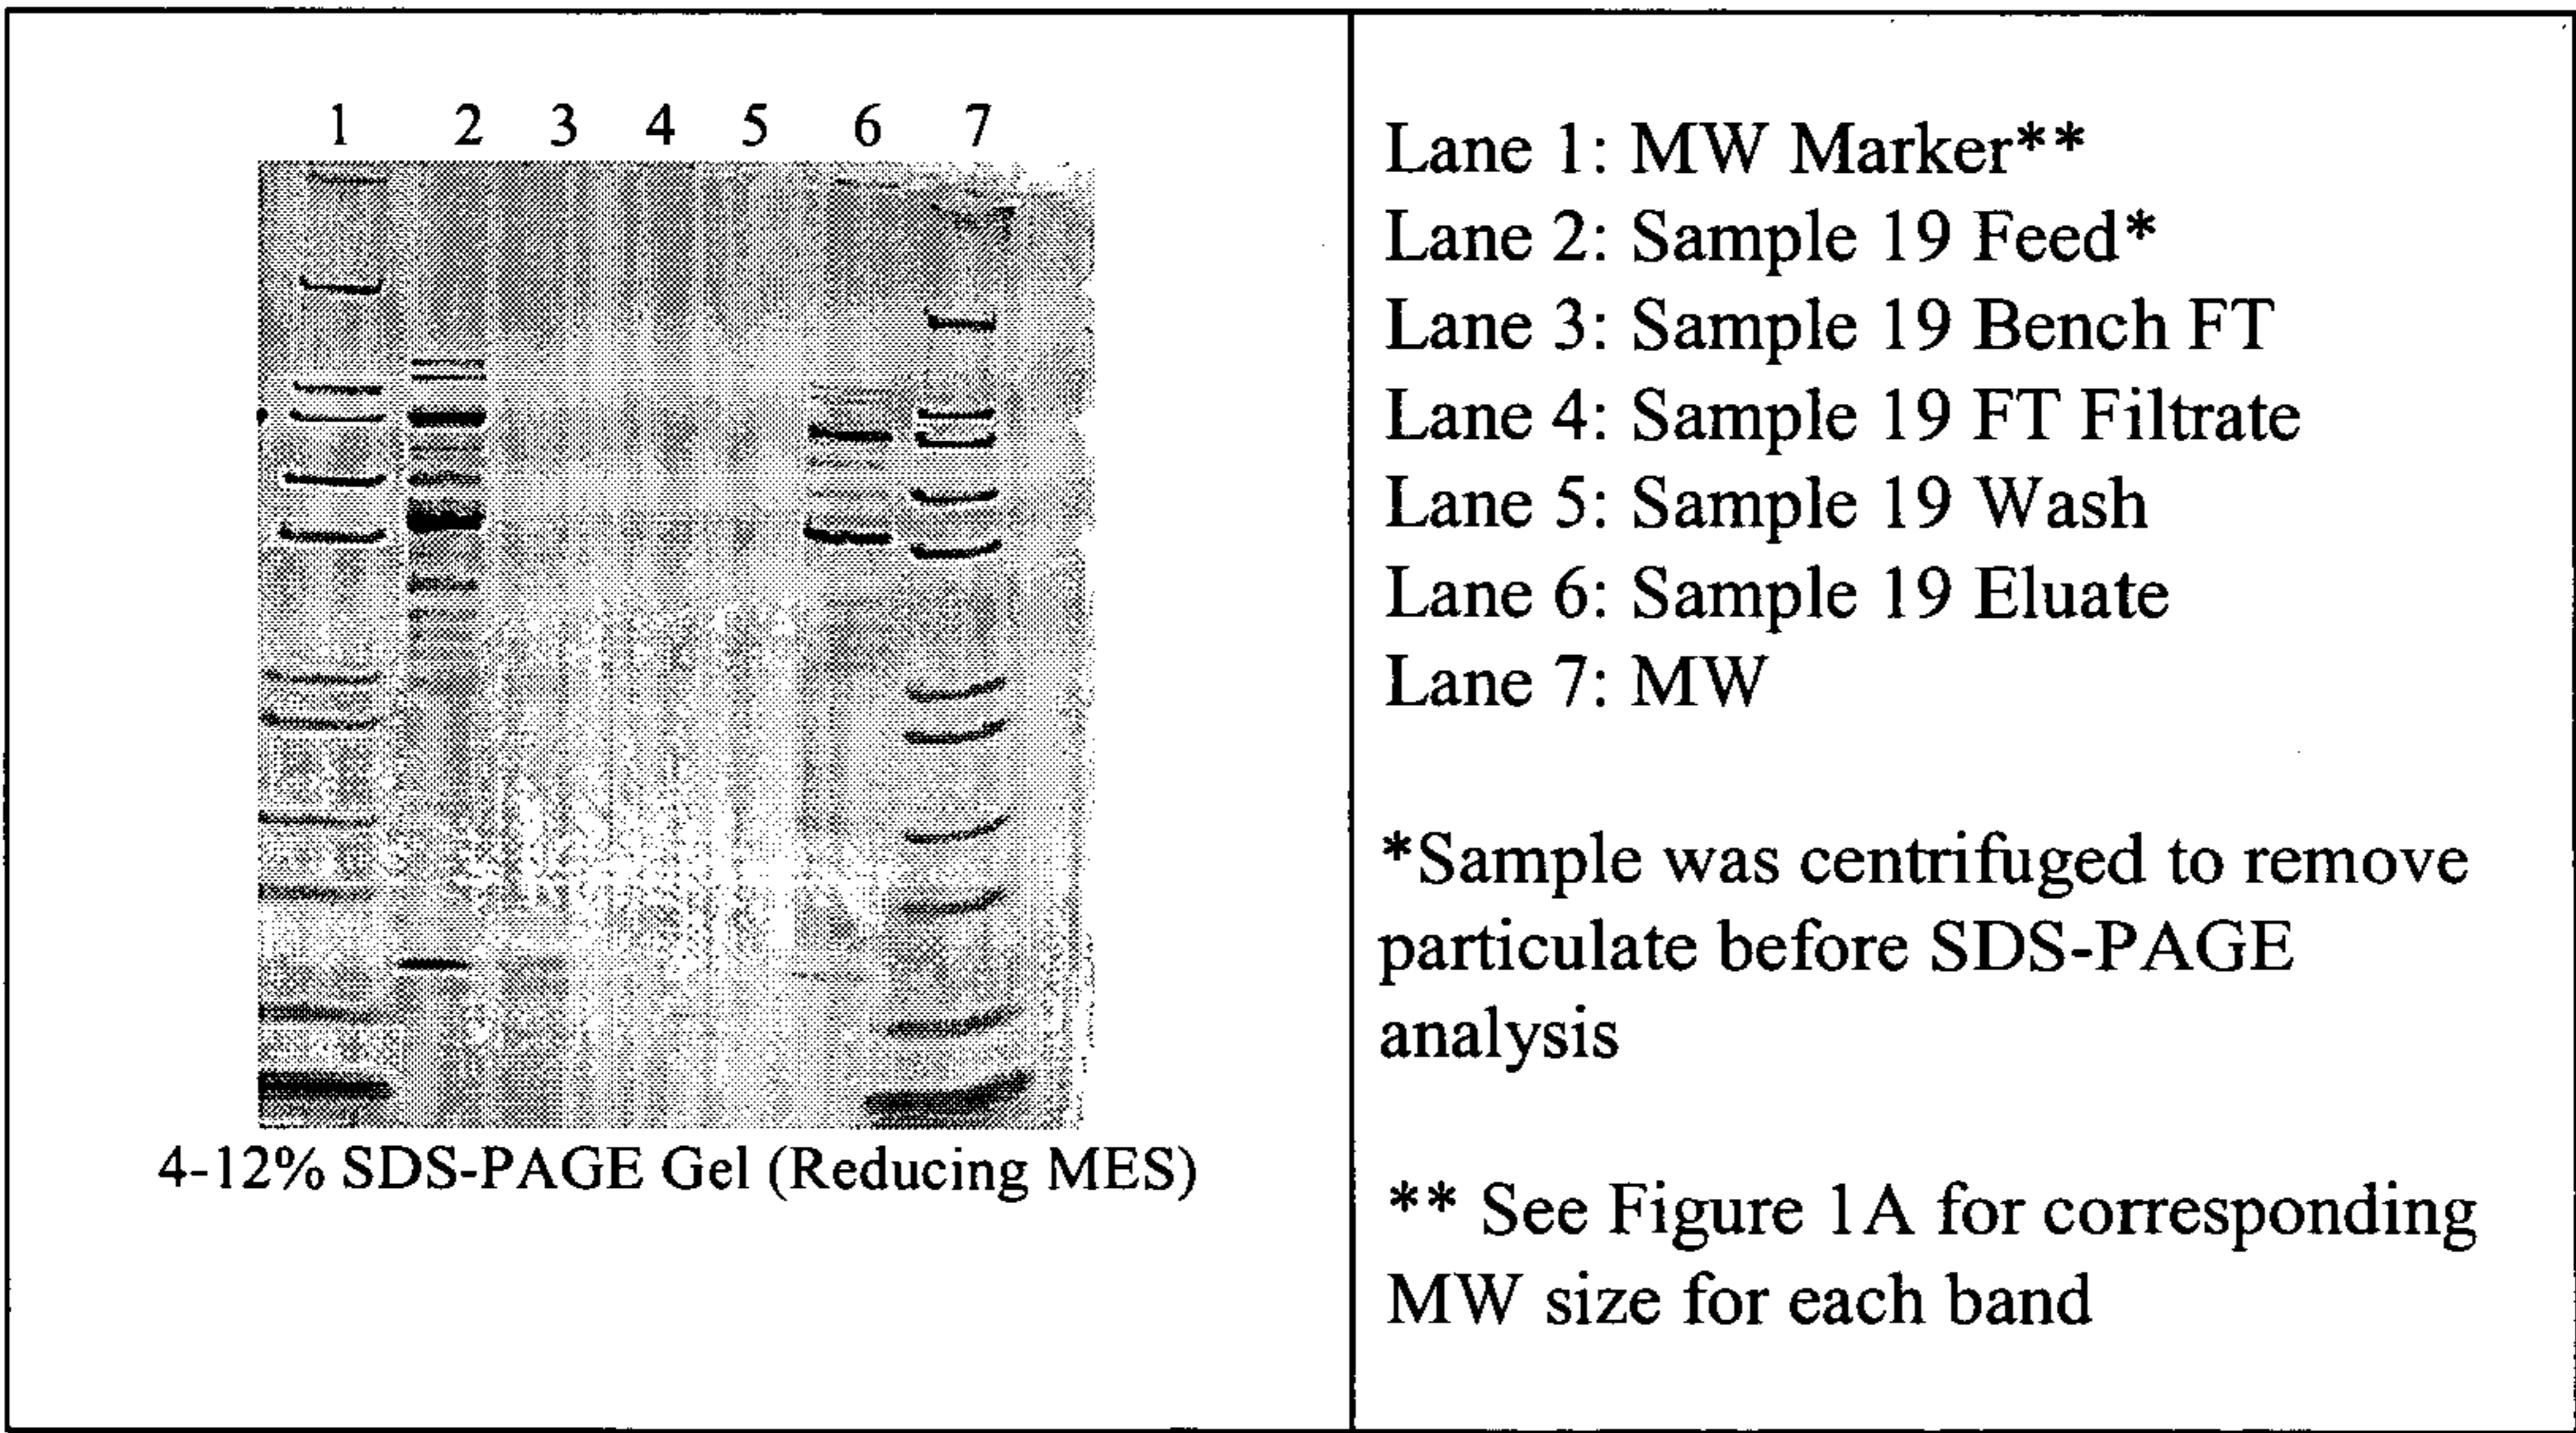 1 2 3 4 5 6 7
4-12% SDS-PAGE Gel (Reducing MES)
Lane 1: MW Marker**
Lane 2: Sample 19 Feed*
Lane 3: Sample 19 Bench FT
Lane 4: Sample 19 FT Filtrate
Lane 5: Sample 19 Wash
Lane 6: Sample 19 Eluate
Lane 7: MW
*Sample was centrifuged to remove
particulate before SDS-PAGE
analysis
** See Figure 1A for corresponding
MW size for each band